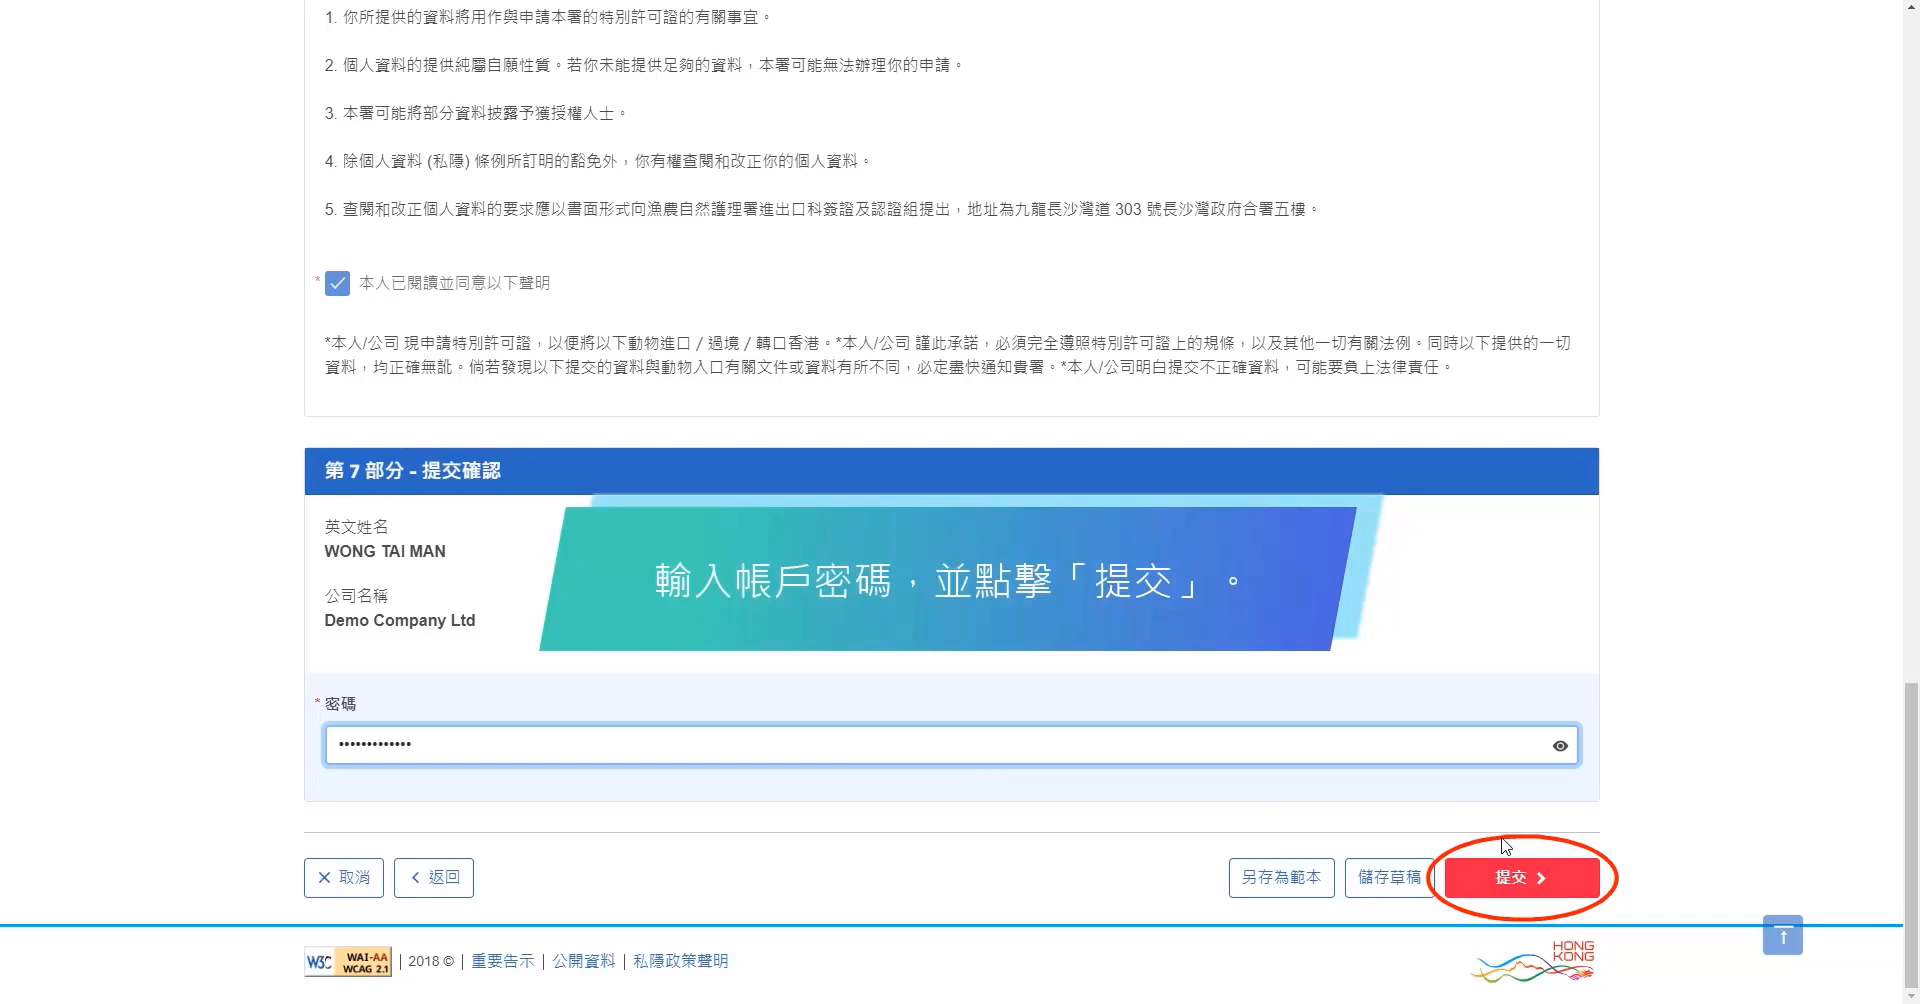 1. 你所提供的資料將用作與申請本署的特別許可證的有關事宜。
2. 個人資料的提供純屬自願性質。若你未能提供足夠的資料，本署可能無法辦理你的申請。
3. 本署可能將部分資料披露予獲授權人士。
4. 除個人資料 (私隱) 條例所訂明的豁免外，你有權查閱和改正你的個人資料。
5. 查閱和改正個人資料的要求應以書面形式向漁農自然護理署進出口科簽證及認證組提出，地址為九龍長沙灣道 303 號長沙灣政府合署五樓。
* 本人已閱讀並同意以下聲明
*本人/公司 現申請特別許可證，以便將以下動物進口 / 過境 / 轉口香港。*本人/公司 謹此承諾，必須完全遵照特別許可證上的規條，以及其他一切有關法例。同時以下提供的一切
資料，均正確無訛。倘若發現以下提交的資料與動物入口有關文件或資料有所不同，必定盡快通知貴署。*本人/公司明白提交不正確資料，可能要負上法律責任。
第 7 部分 - 提交確認
英文姓名
WONG TAI MAN
輸入帳戶密碼，並點擊「提交」。
公司名稱
Demo Company Ltd
* 密碼
•••••••••••••
取消 返回 另存為範本 儲存草稿 提交
W3C WAI-AA WCAG 2.1 | 2018 © | 重要告示 | 公開資料 | 私隱政策聲明
HONG
KONG